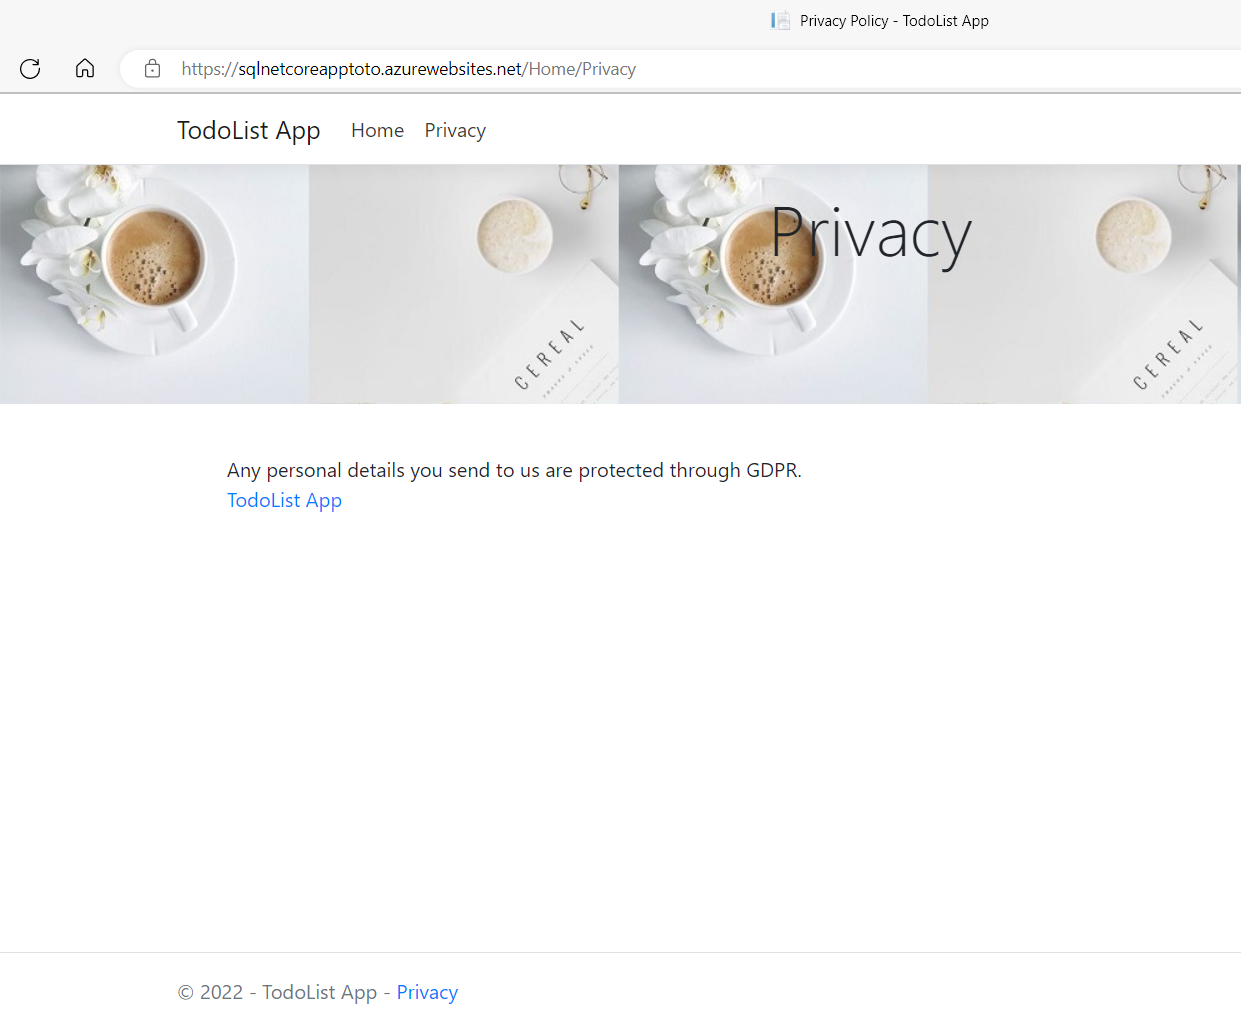 Privacy Policy - TodoList App
https://sqlnetcoreapptoto.azurewebsites.net/Home/Privacy
TodoList App Home Privacy
Privacy
CEREAL
CEREAL
Any personal details you send to us are protected through GDPR.
TodoList App
© 2022 - TodoList App - Privacy